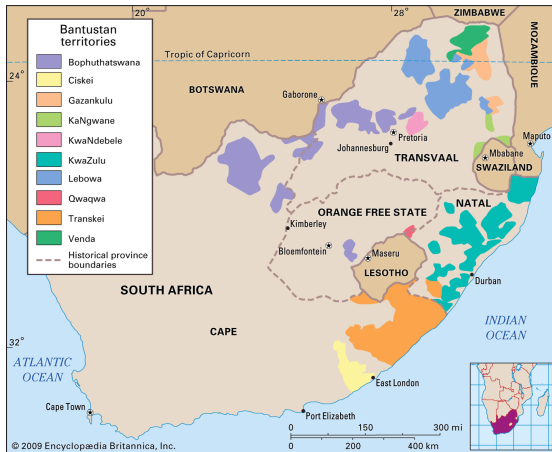 20°
28°
ZIMBABWE
Bantustan
territories
Bophuthatswana
Ciskei
Gazankulu
KaNgwane
KwaNdebele
KwaZulu
Lebowa
Qwaqwa
Transkei
Venda
Historical province
boundaries
Tropic of Capricorn
24°
BOTSWANA
MOZAMBIQUE
Gaborone
Pretoria
Johannesburg
TRANSVAAL
Maputo
Mbabane
SWAZILAND
ORANGE FREE STATE
NATAL
Kimberley
Bloemfontein
Maseru
LESOTHO
Durban
SOUTH AFRICA
CAPE
INDIAN
OCEAN
32°
ATLANTIC
OCEAN
East London
Cape Town
Port Elizabeth
0 150 300 mi
0 200 400 km
© 2009 Encyclopædia Britannica, Inc.